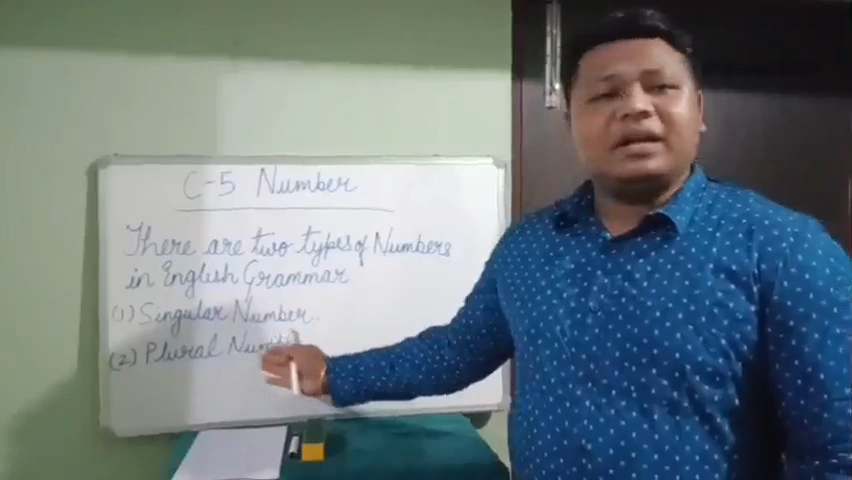 C-5 Number
There are two types of Numbers
in English Grammar
(1) Singular Number.
(2) Plural